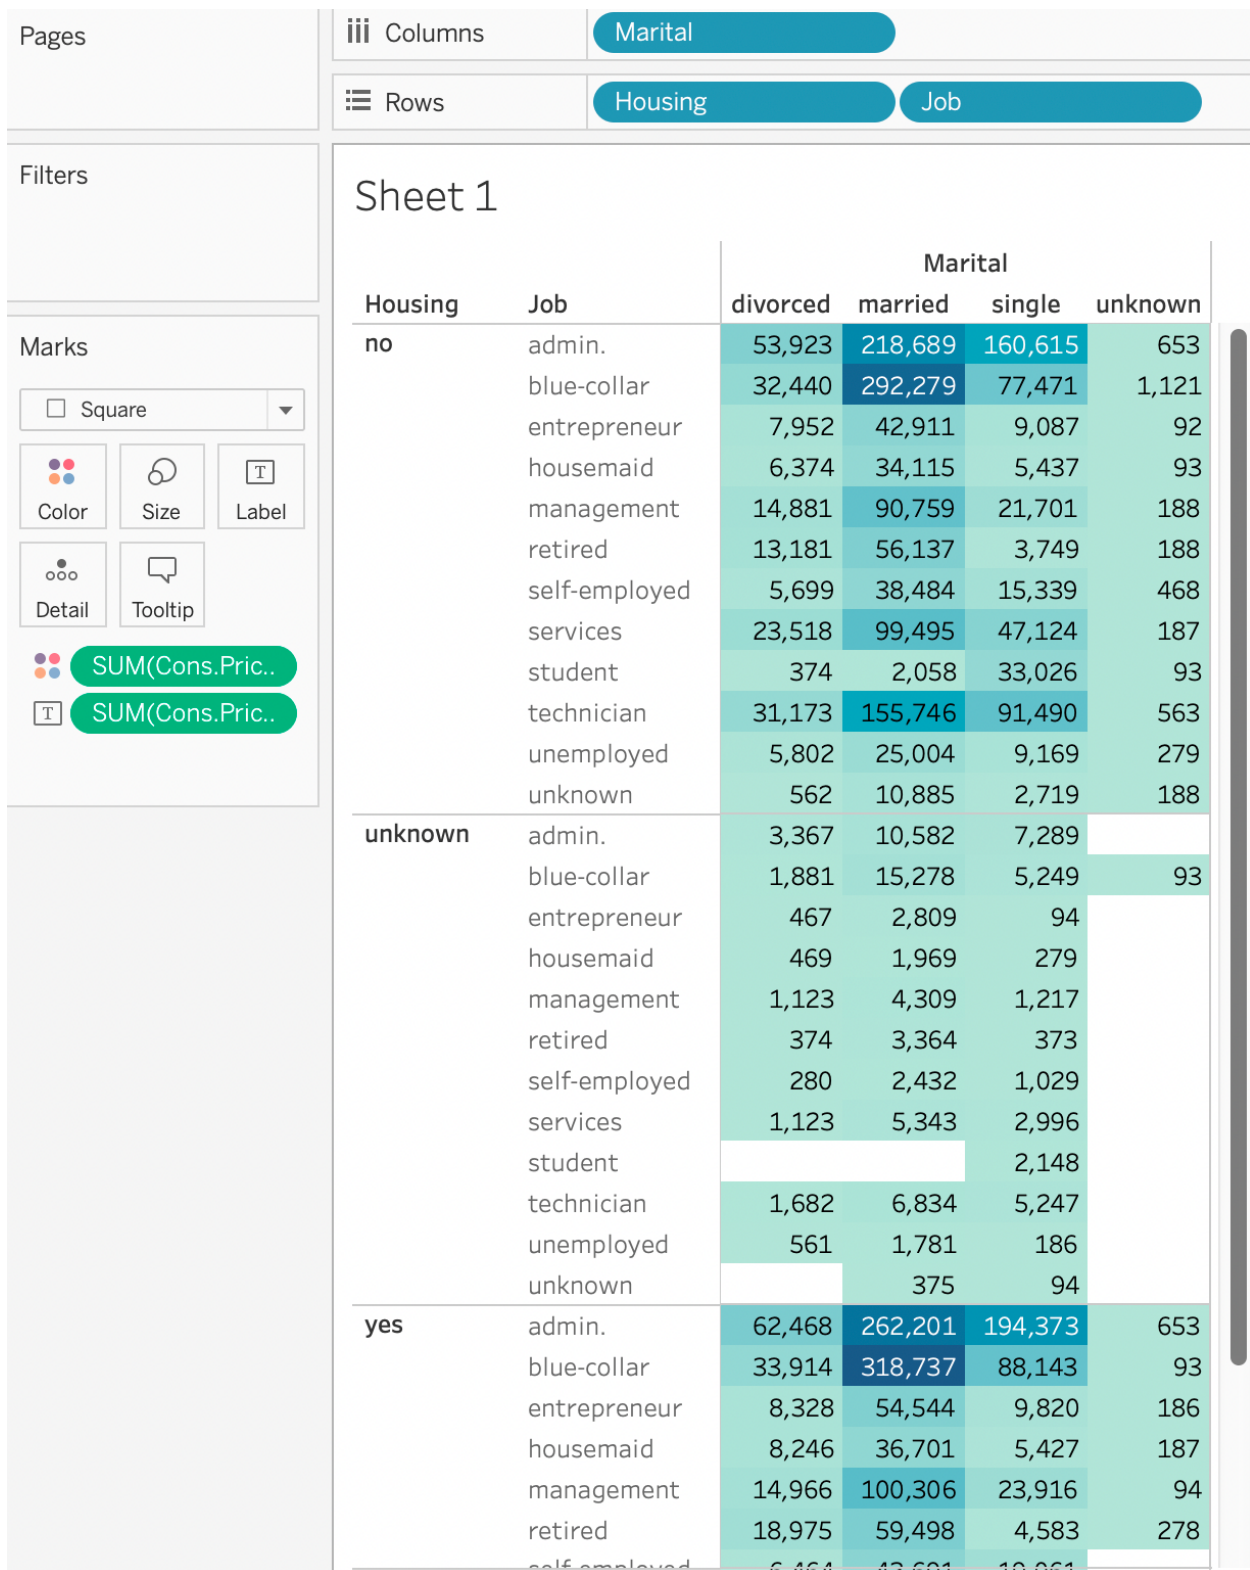 Pages
Columns
Marital
Rows
Housing Job
Filters
Marks
Square
Color Size Label
Detail Tooltip
SUM(Cons.Pric..
SUM(Cons.Pric..
Sheet 1
Marital
Housing Job divorced married single unknown
no admin. 53,923 218,689 160,615 653
blue-collar 32,440 292,279 77,471 1,121
entrepreneur 7,952 42,911 9,087 92
housemaid 6,374 34,115 5,437 93
management 14,881 90,759 21,701 188
retired 13,181 56,137 3,749 188
self-employed 5,699 38,484 15,339 468
services 23,518 99,495 47,124 187
student 374 2,058 33,026 93
technician 31,173 155,746 91,490 563
unemployed 5,802 25,004 9,169 279
unknown 562 10,885 2,719 188
unknown admin. 3,367 10,582 7,289
blue-collar 1,881 15,278 5,249 93
entrepreneur 467 2,809 94
housemaid 469 1,969 279
management 1,123 4,309 1,217
retired 374 3,364 373
self-employed 280 2,432 1,029
services 1,123 5,343 2,996
student 2,148
technician 1,682 6,834 5,247
unemployed 561 1,781 186
unknown 375 94
yes admin. 62,468 262,201 194,373 653
blue-collar 33,914 318,737 88,143 93
entrepreneur 8,328 54,544 9,820 186
housemaid 8,246 36,701 5,427 187
management 14,966 100,306 23,916 94
retired 18,975 59,498 4,583 278
self-employed